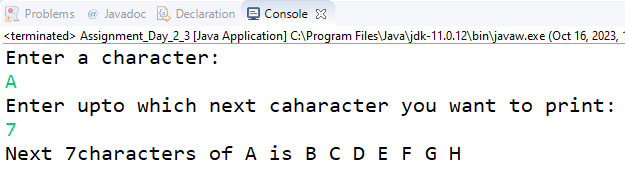 Problems @ Javadoc Declaration Console
<terminated> Assignment_Day_2_3 [Java Application] C:\Program Files\Java\jdk-11.0.12\bin\javaw.exe (Oct 16, 2023,
Enter a character:
A
Enter upto which next caharacter you want to print:
7
Next 7characters of A is B C D E F G H